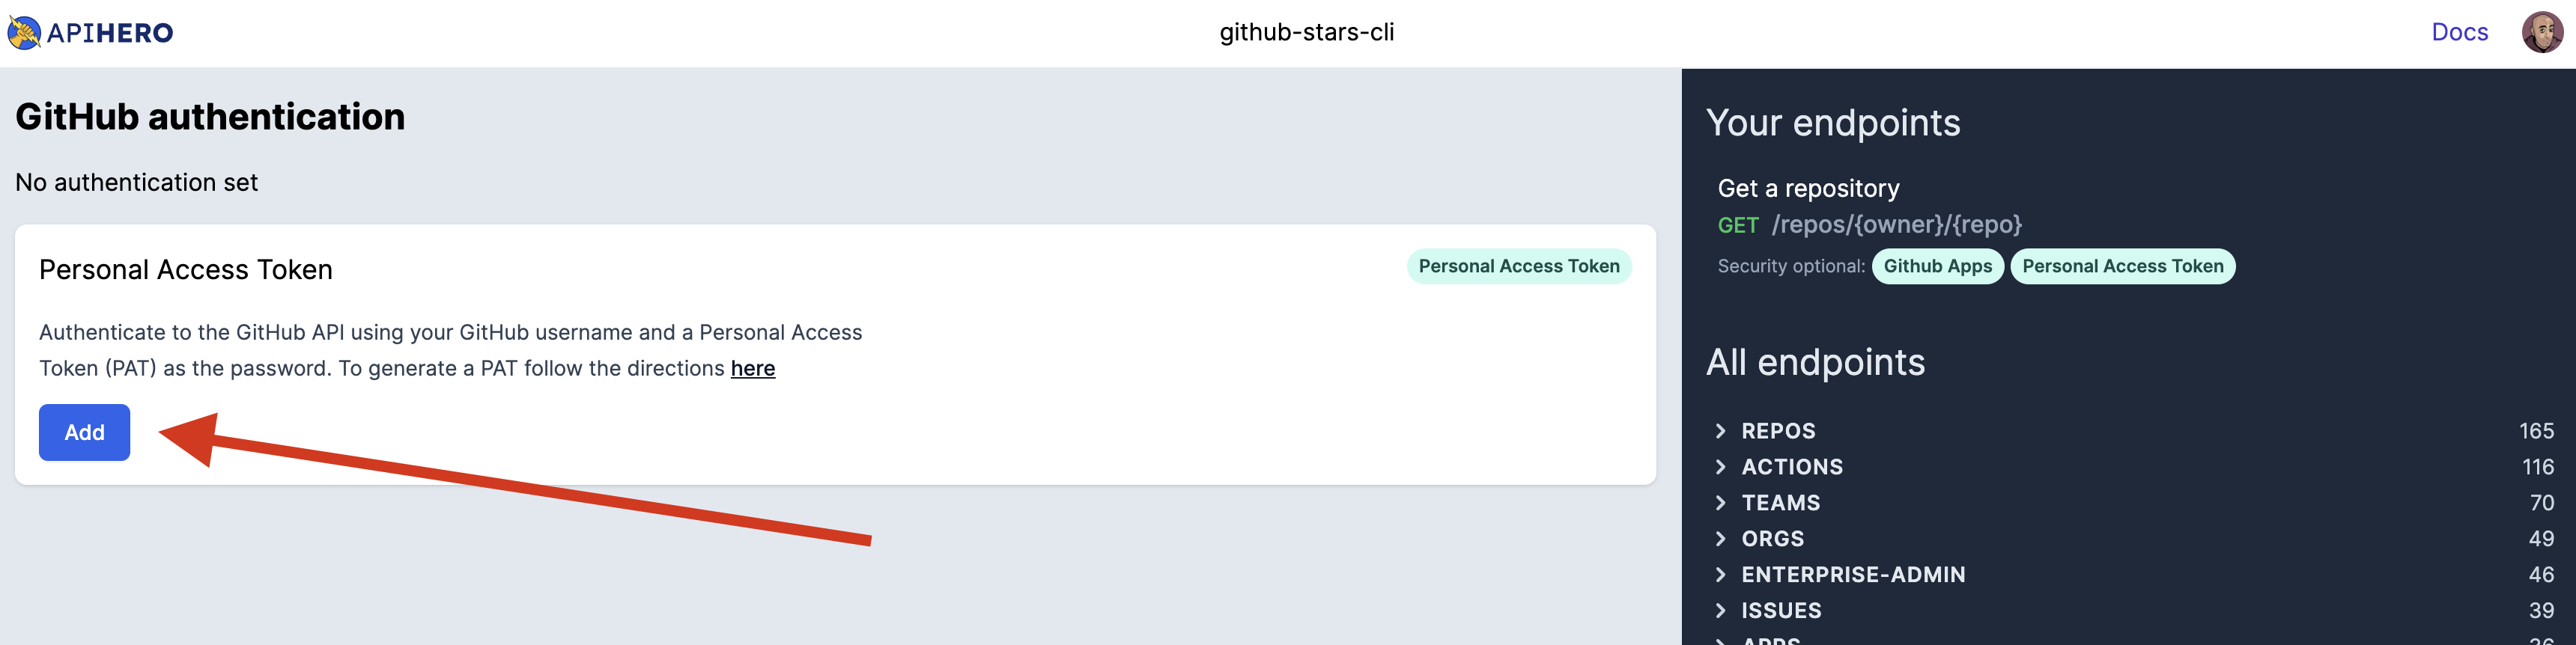 APIHERO
github-stars-cli
Docs
GitHub authentication
No authentication set
Personal Access Token
Personal Access Token
Authenticate to the GitHub API using your GitHub username and a Personal Access
Token (PAT) as the password. To generate a PAT follow the directions here
Add
Your endpoints
Get a repository
GET /repos/{owner}/{repo}
Security optional: Github Apps Personal Access Token
All endpoints
REPOS 165
ACTIONS 116
TEAMS 70
ORGS 49
ENTERPRISE-ADMIN 46
ISSUES 39
APPS 36